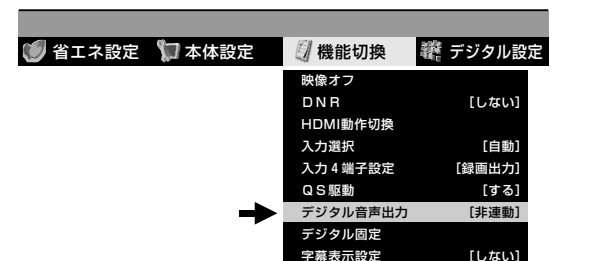 省エネ設定 本体設定 機能切換 デジタル設定
映像オフ
DNR [しない]
HDMI動作切換
入力選択 [自動]
入力4端子設定 [録画出力]
QS駆動 [する]
デジタル音声出力 [非連動]
デジタル固定
字幕表示設定 [しない]